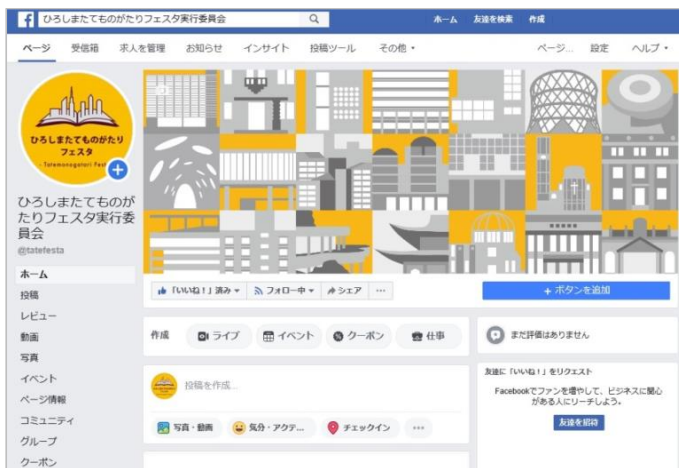 ひろしまたてものがたりフェスタ実行委員会
ホーム 友達を検索 作成
ページ 受信箱 求人を管理 お知らせ インサイト 投稿ツール その他 ページ... 設定 ヘルプ
ひろしまたてものがたり
フェスタ
- Tatemonogatari Fest
ひろしまたてものが
たりフェスタ実行委
員会
@tatefesta
ホーム
投稿
レビュー
動画
写真
イベント
ページ情報
コミュニティ
グループ
クーポン
「いいね！」済み フォロー中 シェア ...
+ ボタンを追加
作成 ライブ イベント クーポン 仕事
まだ評価はありません
投稿を作成...
写真・動画 気分・アクテ... チェックイン ...
友達に「いいね！」をリクエスト
Facebookでファンを増やして、ビジネスに関心
がある人にリーチしよう。
友達を招待